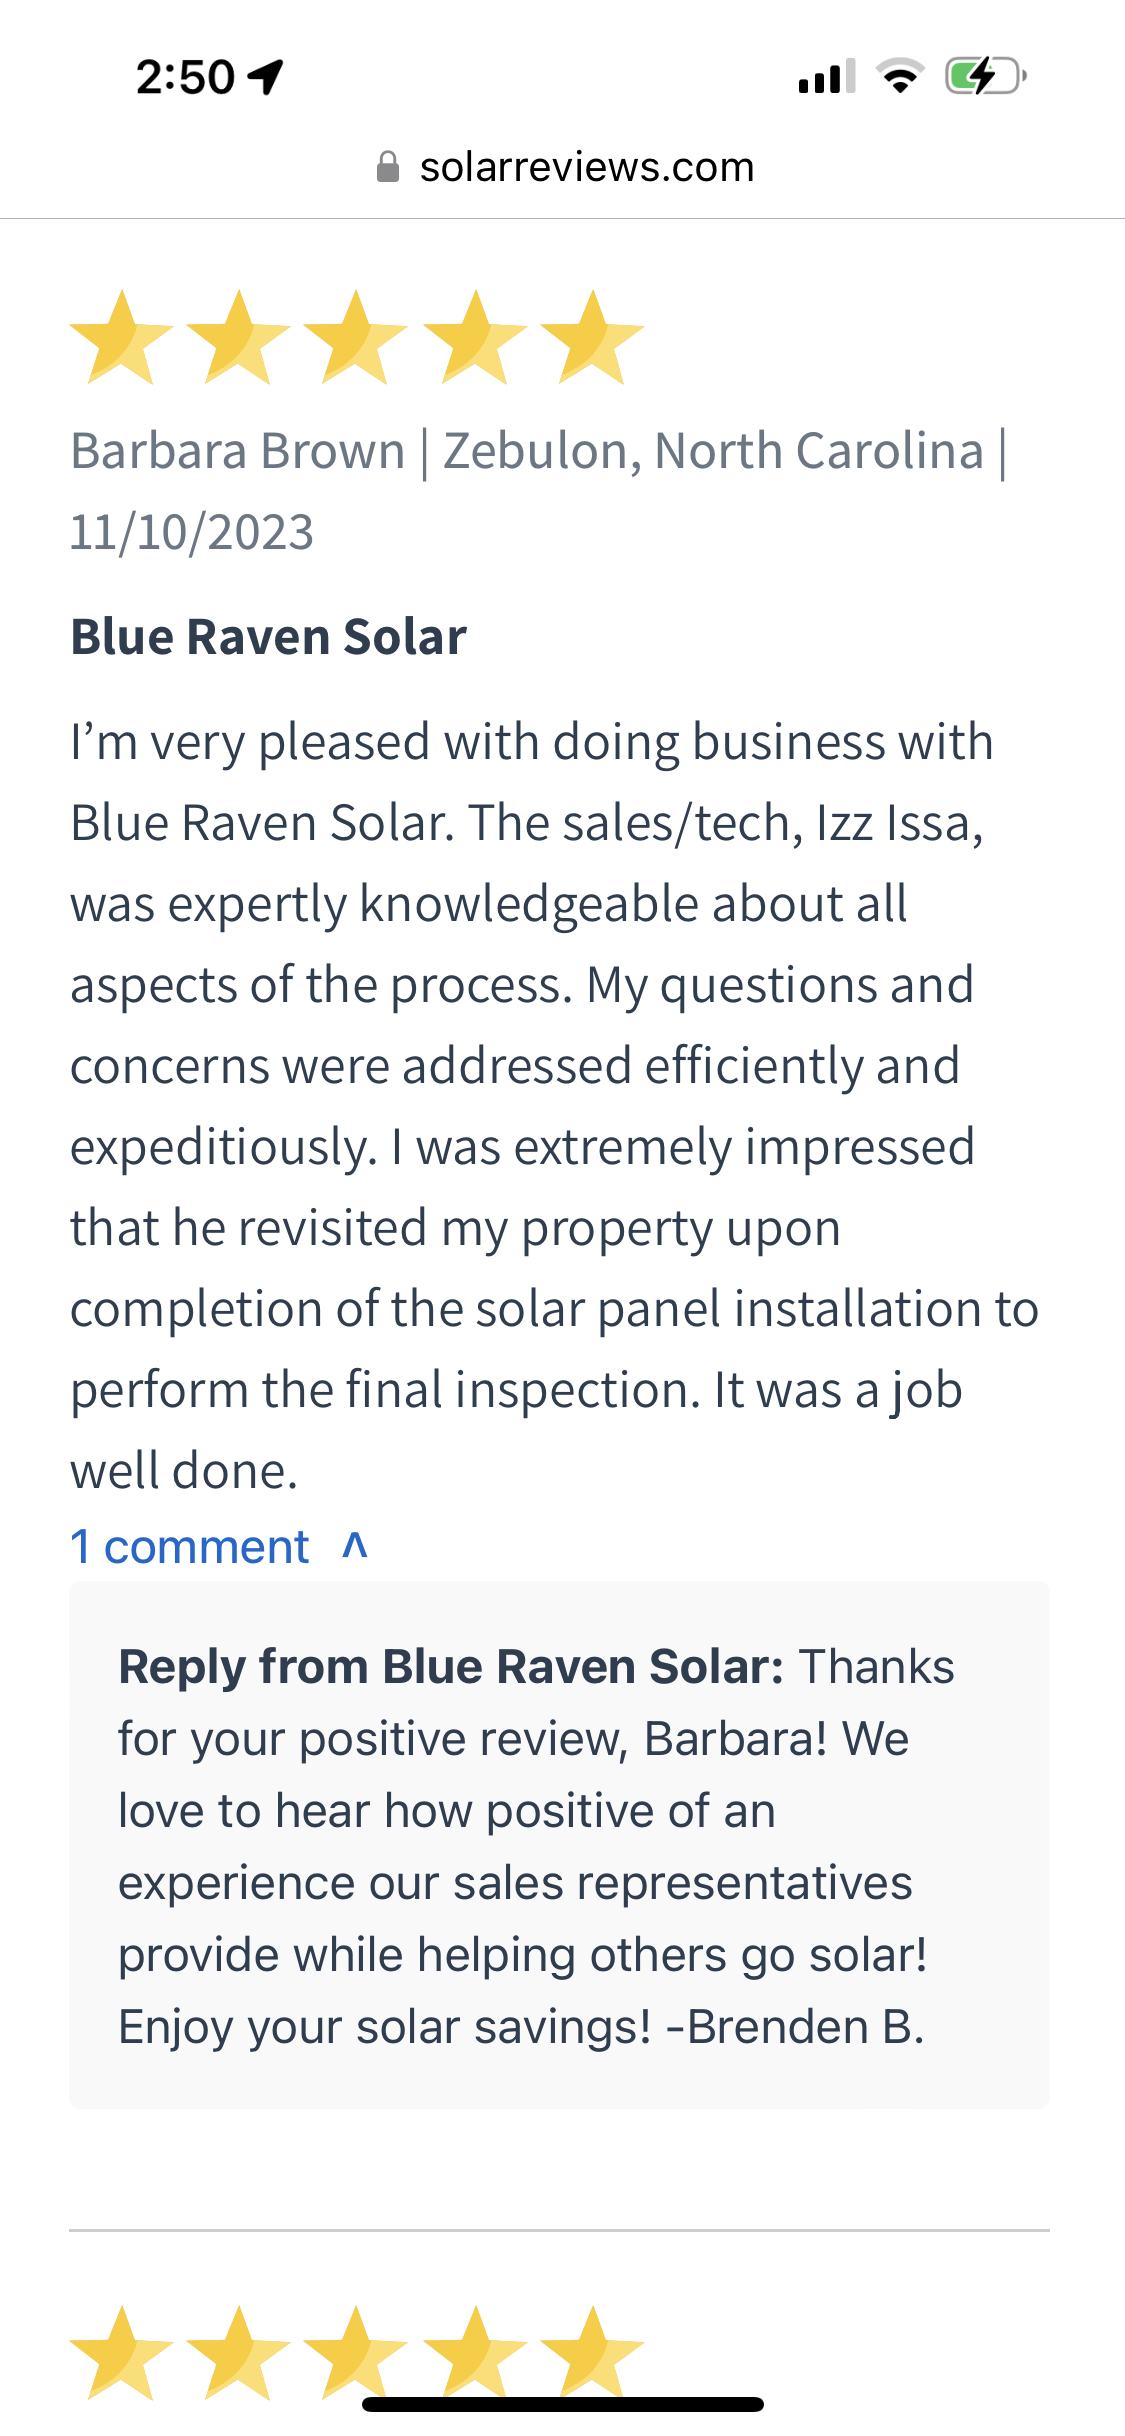 2:50
solarreviews.com
Barbara Brown | Zebulon, North Carolina |
11/10/2023
Blue Raven Solar
I’m very pleased with doing business with
Blue Raven Solar. The sales/tech, Izz Issa,
was expertly knowledgeable about all
aspects of the process. My questions and
concerns were addressed efficiently and
expeditiously. I was extremely impressed
that he revisited my property upon
completion of the solar panel installation to
perform the final inspection. It was a job
well done.
1 comment ^
Reply from Blue Raven Solar: Thanks
for your positive review, Barbara! We
love to hear how positive of an
experience our sales representatives
provide while helping others go solar!
Enjoy your solar savings! -Brenden B.